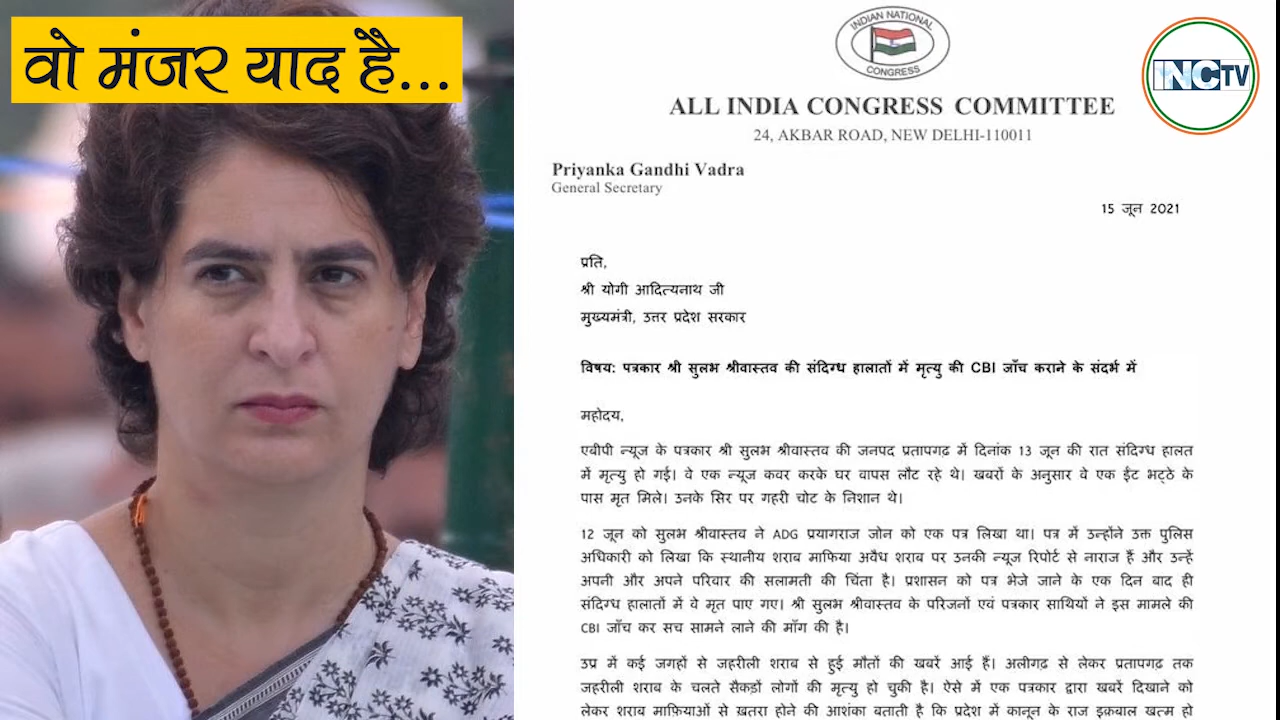 वो मंजर याद है...
INDIAN NATIONAL
CONGRESS
INCTV
ALL INDIA CONGRESS COMMITTEE
24, AKBAR ROAD, NEW DELHI-110011
Priyanka Gandhi Vadra
General Secretary
15 जून 2021
प्रति,
श्री योगी आदित्यनाथ जी
मुख्यमंत्री, उत्तर प्रदेश सरकार
विषय: पत्रकार श्री सुलभ श्रीवास्तव की संदिग्ध हालातों में मृत्यु की CBI जाँच कराने के संदर्भ में
महोदय,
एबीपी न्यूज के पत्रकार श्री सुलभ श्रीवास्तव की जनपद प्रतापगढ़ में दिनांक 13 जून की रात संदिग्ध हालत
में मृत्यु हो गई। वे एक न्यूज कवर करके घर वापस लौट रहे थे। खबरों के अनुसार वे एक ईंट भट्ठे के
पास मृत मिले। उनके सिर पर गहरी चोट के निशान थे।
12 जून को सुलभ श्रीवास्तव ने ADG प्रयागराज जोन को एक पत्र लिखा था। पत्र में उन्होंने उक्त पुलिस
अधिकारी को लिखा कि स्थानीय शराब माफिया अवैध शराब पर उनकी न्यूज रिपोर्ट से नाराज हैं और उन्हें
अपनी और अपने परिवार की सलामती की चिंता है। प्रशासन को पत्र भेजे जाने के एक दिन बाद ही
संदिग्ध हालातों में वे मृत पाए गए। श्री सुलभ श्रीवास्तव के परिजनों एवं पत्रकार साथियों ने इस मामले की
CBI जाँच कर सच सामने लाने की माँग की है।
उप्र में कई जगहों से जहरीली शराब से हुई मौतों की खबरें आई हैं। अलीगढ़ से लेकर प्रतापगढ़ तक
जहरीली शराब के चलते सैकड़ों लोगों की मृत्यु हो चुकी है। ऐसे में एक पत्रकार द्वारा खबरें दिखाने को
लेकर शराब माफियाओं से ख़तरा होने की आशंका बताती है कि प्रदेश में कानून के राज इक़बाल खत्म हो